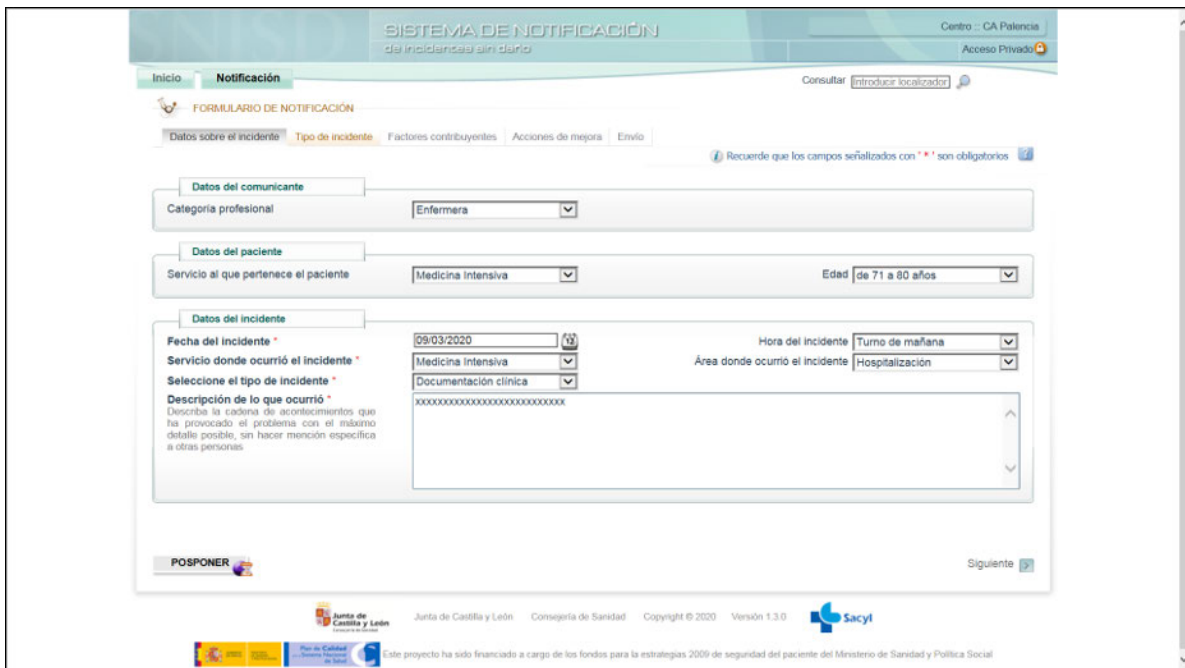 SISTEMA DE NOTIFICACIÓN
de incidentes sin daño
Centro :: CA Palencia
Acceso Privado
Inicio Notificación
Consultar Introducir localizador
FORMULARIO DE NOTIFICACIÓN
Datos sobre el incidente Tipo de incidente Factores contribuyentes Acciones de mejora Envío
Recuerde que los campos señalizados con ' * ' son obligatorios
Datos del comunicante
Categoría profesional Enfermera
Datos del paciente
Servicio al que pertenece el paciente Medicina Intensiva Edad de 71 a 80 años
Datos del incidente
Fecha del incidente * 09/03/2020 Hora del incidente Turno de mañana
Servicio donde ocurrió el incidente * Medicina Intensiva Área donde ocurrió el incidente Hospitalización
Seleccione el tipo de incidente * Documentación clínica
Descripción de lo que ocurrió * xxxxxxxxxxxxxxxxxxxxxxxxxxx
Describa la cadena de acontecimientos que
ha provocado el problema con el máximo
detalle posible, sin hacer mención específica
a otras personas
POSPONER Siguiente
Junta de
Castilla y León
Junta de Castilla y León Consejería de Sanidad Copyright © 2020 Versión 1.3.0 Sacyl
Plan de Calidad
Este proyecto ha sido financiado a cargo de los fondos para la estrategias 2009 de seguridad del paciente del Ministerio de Sanidad y Política Social